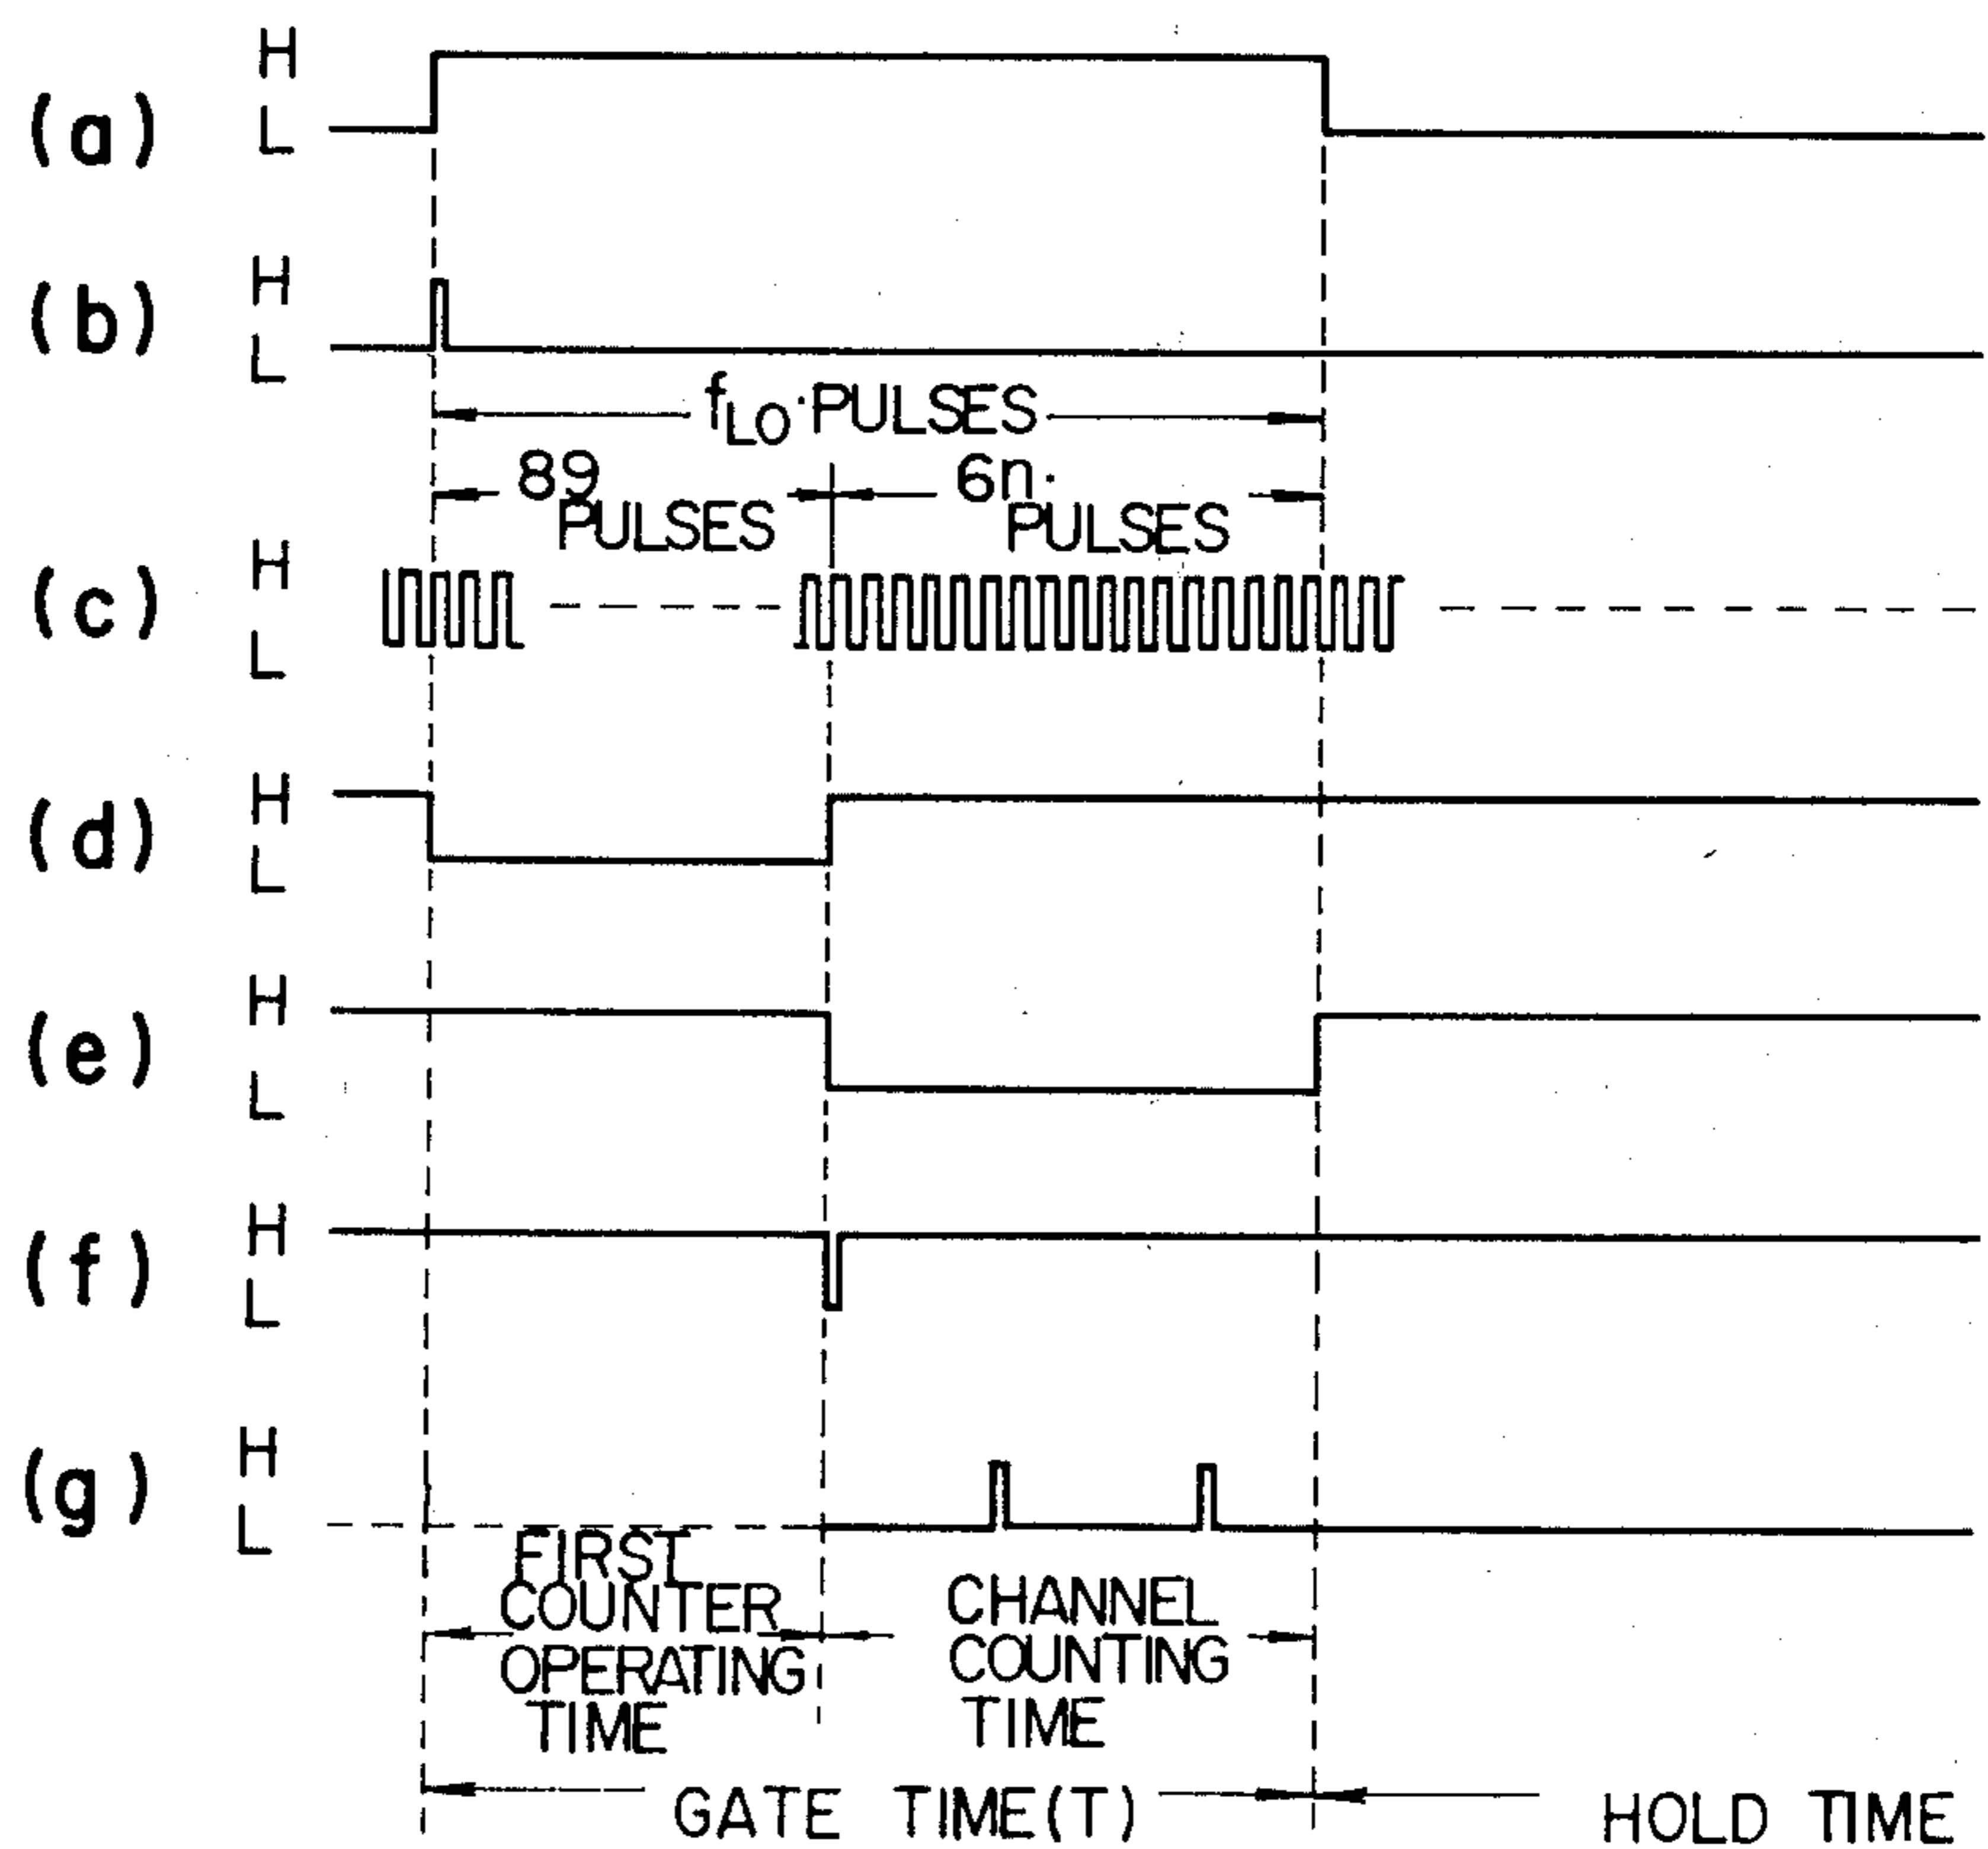 H
(a) L
H
(b) L
fLO·PULSES
89 PULSES
6n· PULSES
H
(c) L
H
(d) L
H
(e) L
H
(f) L
H
(g) L
FIRST
COUNTER
OPERATING
TIME
CHANNEL
COUNTING
TIME
GATE TIME(T)
HOLD TIME